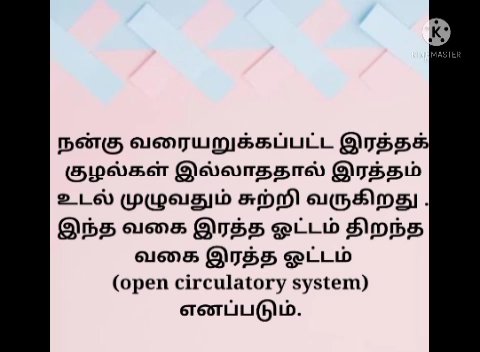 நன்கு வரையறுக்கப்பட்ட இரத்தக்
குழல்கள் இல்லாததால் இரத்தம்
உடல் முழுவதும் சுற்றி வருகிறது .
இந்த வகை இரத்த ஓட்டம் திறந்த
வகை இரத்த ஓட்டம்
(open circulatory system)
எனப்படும்.